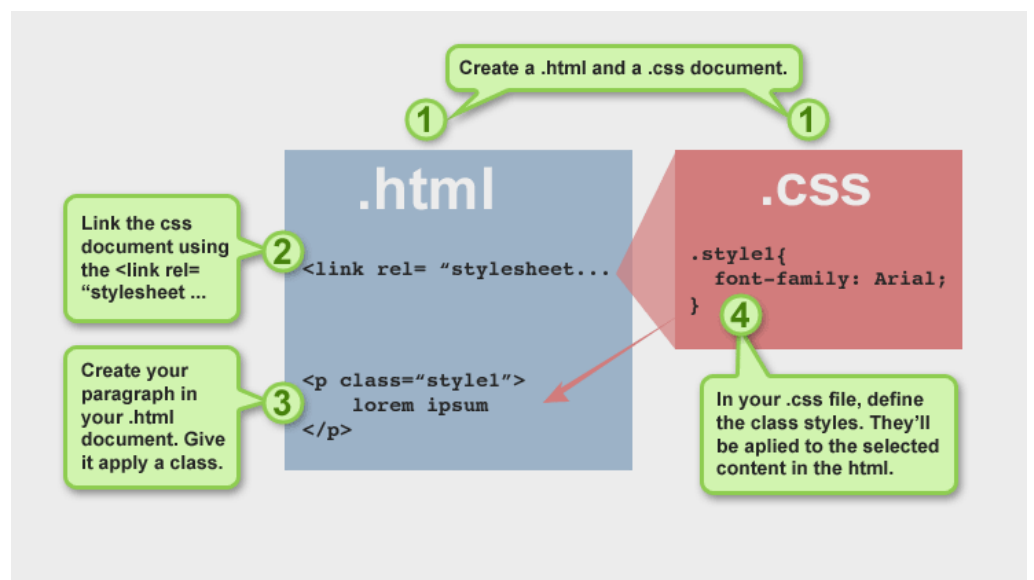 Create a .html and a .css document.
1
1
.html
.css
Link the css
document using
the <link rel=
“stylesheet ...
2
<link rel= “stylesheet...
.style1{
font-family: Arial;
}
4
Create your
paragraph in
your .html
document. Give
it apply a class.
3
<p class=“style1”>
lorem ipsum
</p>
In your .css file, define
the class styles. They’ll
be aplied to the selected
content in the html.